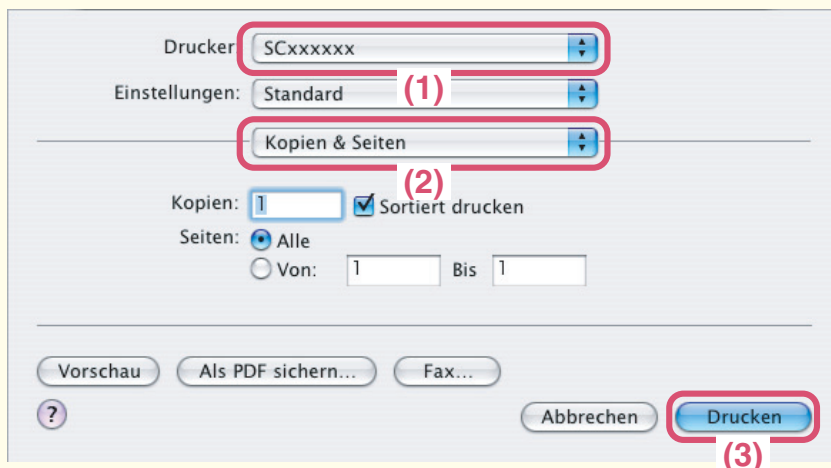 Drucker SCxxxxxx
(1)
Einstellungen: Standard
Kopien & Seiten
(2)
Kopien: 1 Sortiert drucken
Seiten: Alle
Von: 1 Bis 1
Vorschau Als PDF sichern... Fax...
? Abbrechen Drucken
(3)